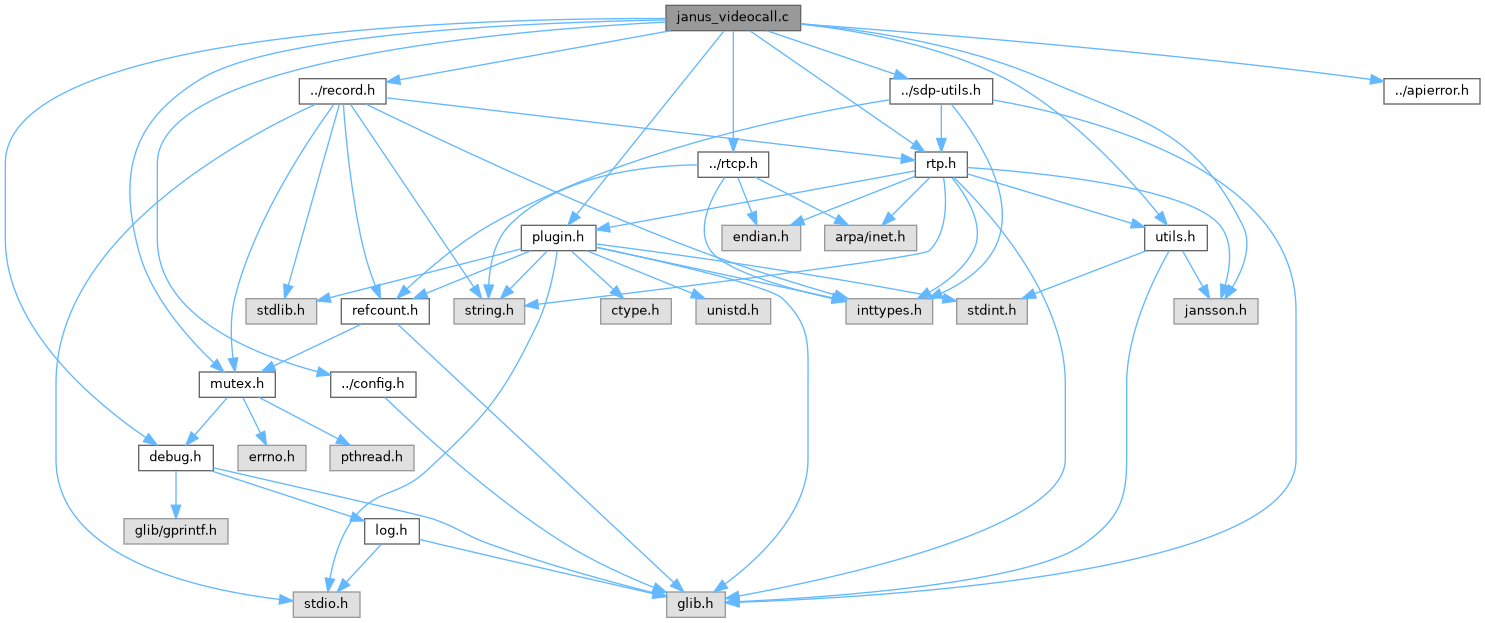 janus_videocall.c
../record.h
../sdp-utils.h
../apierror.h
../rtcp.h
rtp.h
plugin.h
endian.h
arpa/inet.h
utils.h
stdlib.h
refcount.h
string.h
ctype.h
unistd.h
inttypes.h
stdint.h
jansson.h
mutex.h
../config.h
debug.h
errno.h
pthread.h
glib/gprintf.h
log.h
stdio.h
glib.h